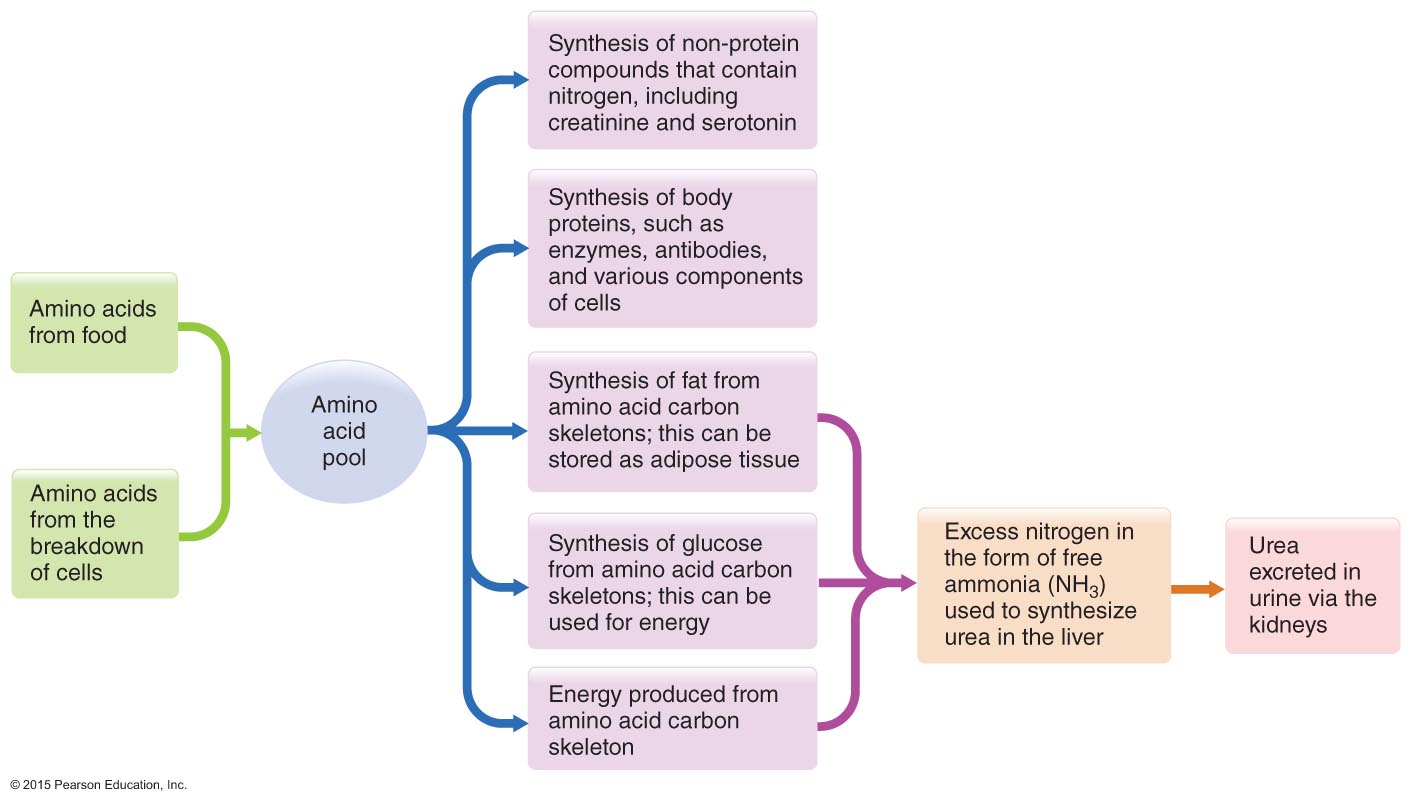 Amino acids
from food
Amino acids
from the
breakdown
of cells
Amino
acid
pool
Synthesis of non-protein
compounds that contain
nitrogen, including
creatinine and serotonin
Synthesis of body
proteins, such as
enzymes, antibodies,
and various components
of cells
Synthesis of fat from
amino acid carbon
skeletons; this can be
stored as adipose tissue
Synthesis of glucose
from amino acid carbon
skeletons; this can be
used for energy
Energy produced from
amino acid carbon
skeleton
Excess nitrogen in
the form of free
ammonia (NH₃)
used to synthesize
urea in the liver
Urea
excreted in
urine via the
kidneys
© 2015 Pearson Education, Inc.